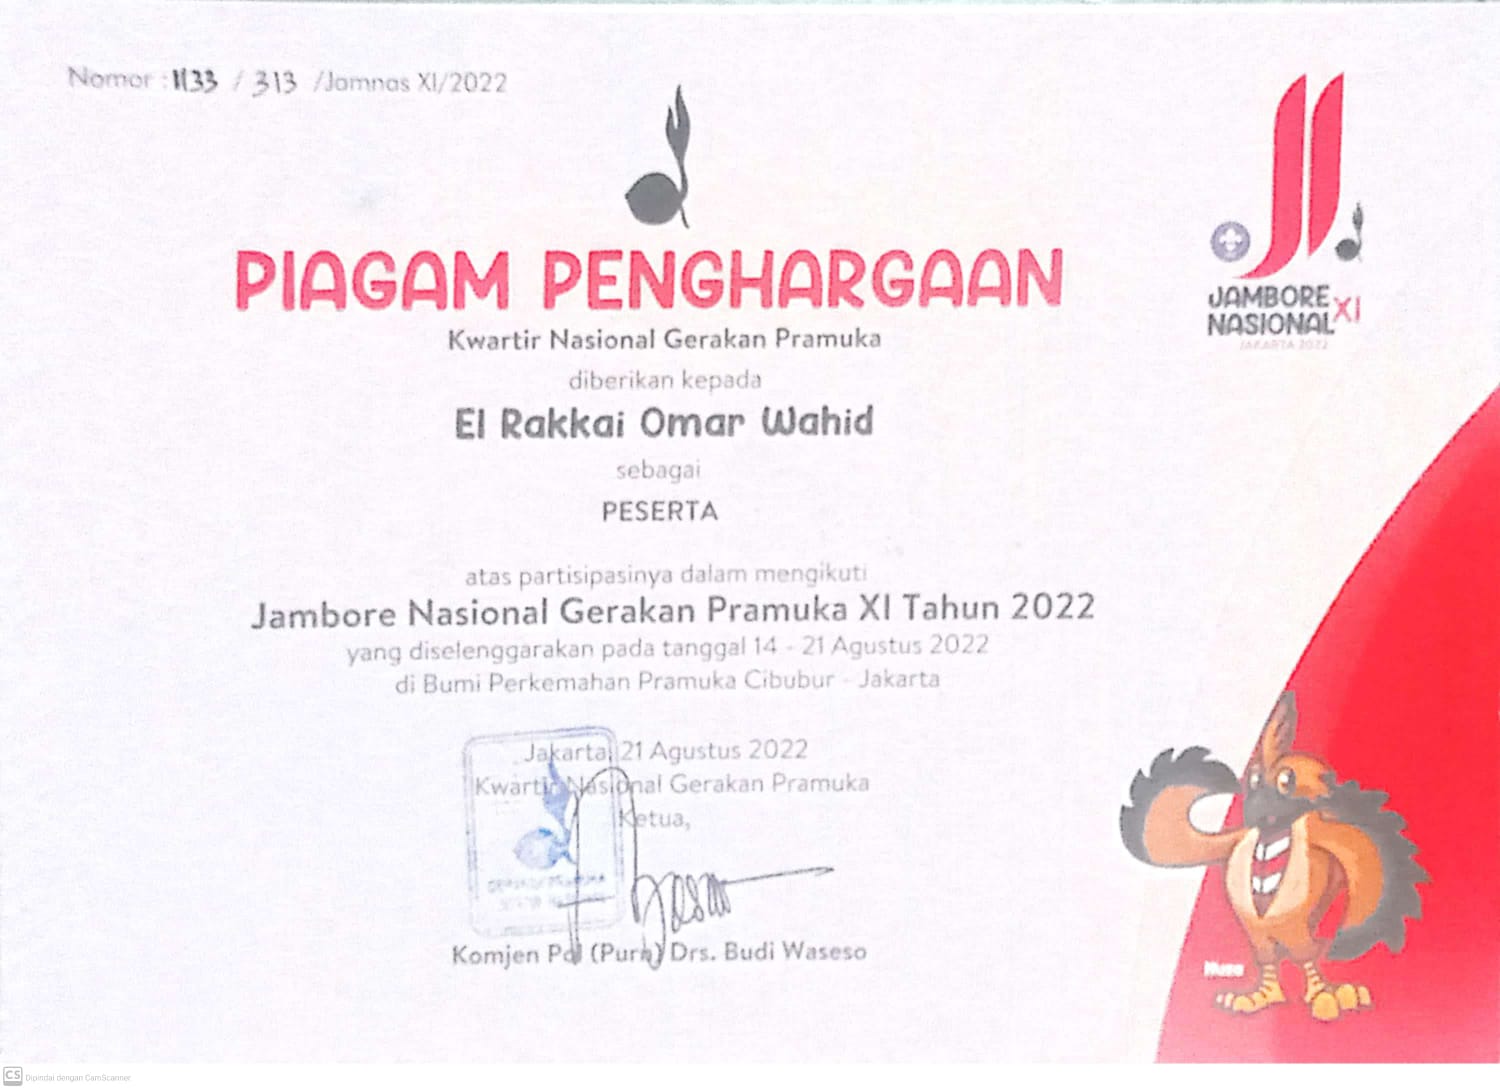 Nomor : 1133 / 313 /Jamnas XI/2022
JAMBORE XI
NASIONAL
JAKARTA 2022
PIAGAM PENGHARGAAN
Kwartir Nasional Gerakan Pramuka
diberikan kepada
El Rakkai Omar Wahid
sebagai
PESERTA
atas partisipasinya dalam mengikuti
Jambore Nasional Gerakan Pramuka XI Tahun 2022
yang diselenggarakan pada tanggal 14 - 21 Agustus 2022
di Bumi Perkemahan Pramuka Cibubur - Jakarta
Jakarta, 21 Agustus 2022
Kwartir Nasional Gerakan Pramuka
Ketua,
Komjen Pol (Purn) Drs. Budi Waseso
CS Dipindai dengan CamScanner